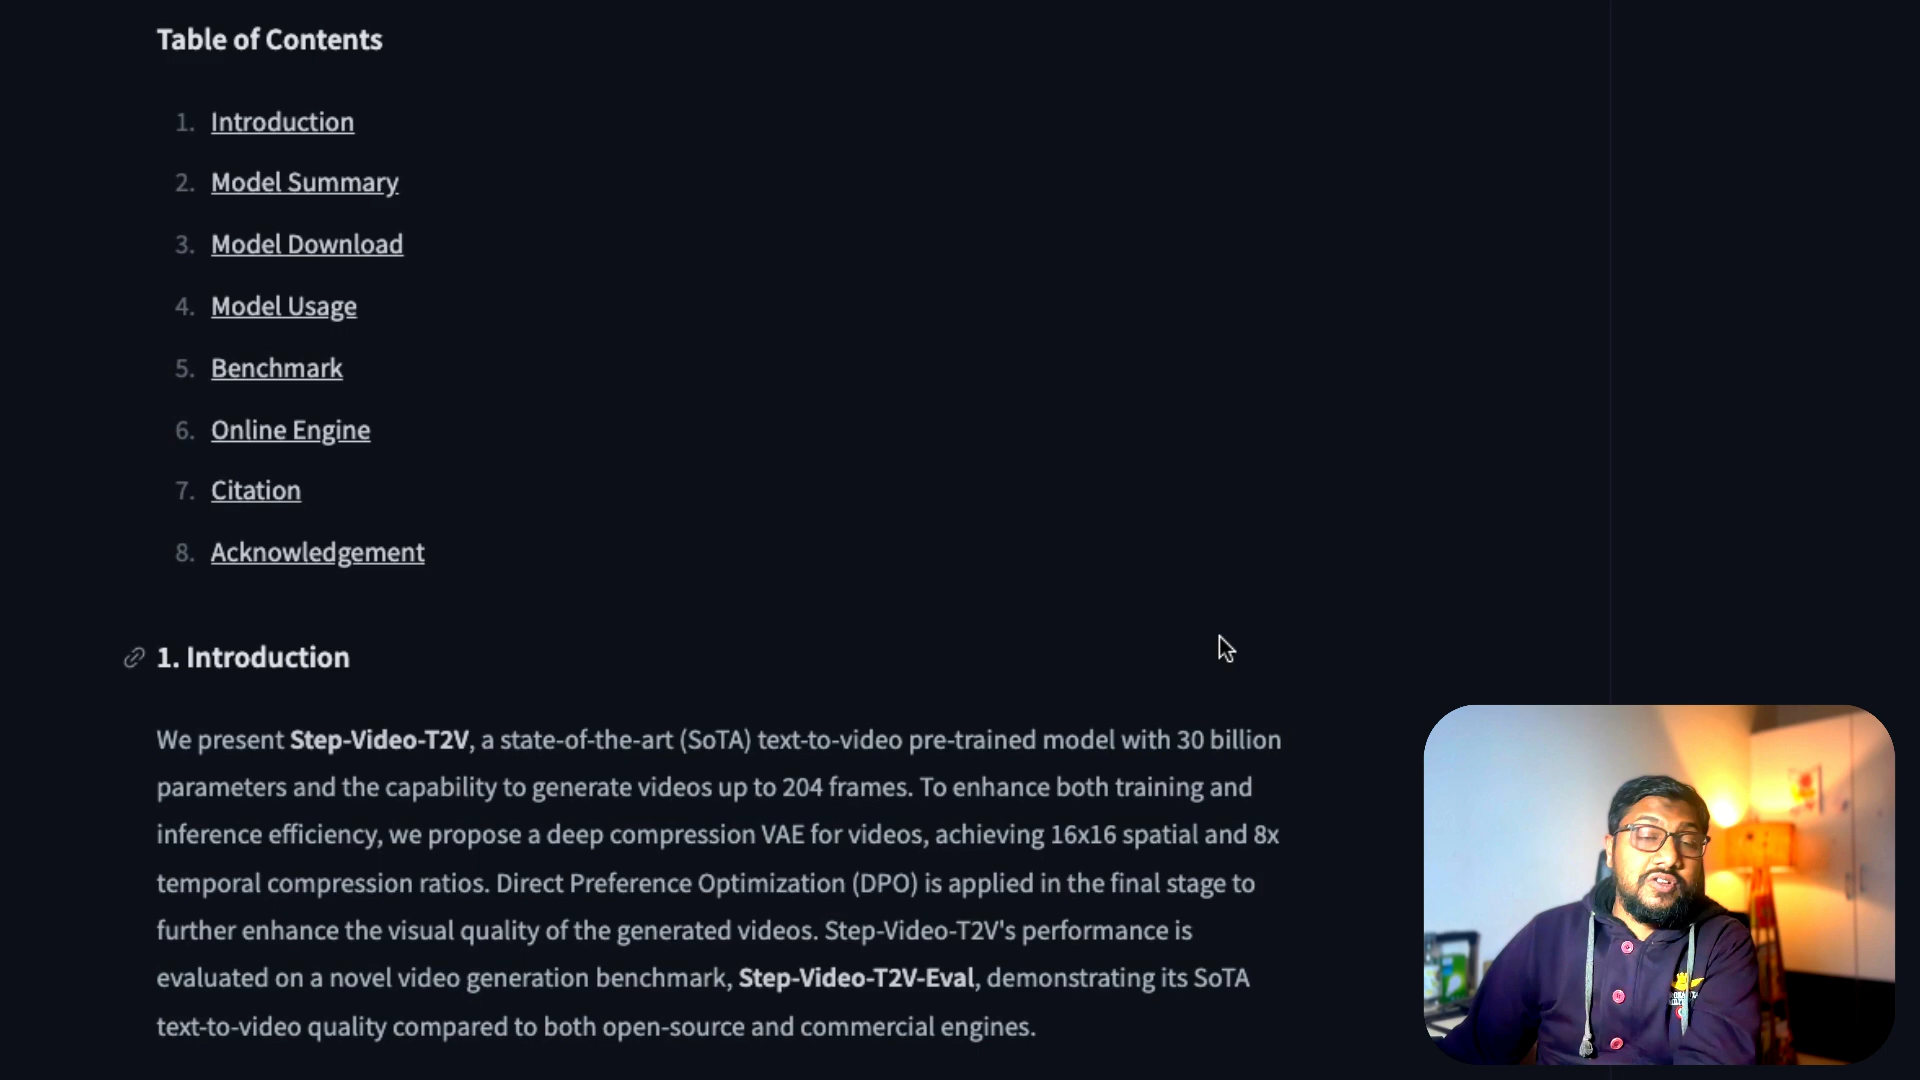 Table of Contents
1. Introduction
2. Model Summary
3. Model Download
4. Model Usage
5. Benchmark
6. Online Engine
7. Citation
8. Acknowledgement
1. Introduction
We present Step-Video-T2V, a state-of-the-art (SoTA) text-to-video pre-trained model with 30 billion
parameters and the capability to generate videos up to 204 frames. To enhance both training and
inference efficiency, we propose a deep compression VAE for videos, achieving 16x16 spatial and 8x
temporal compression ratios. Direct Preference Optimization (DPO) is applied in the final stage to
further enhance the visual quality of the generated videos. Step-Video-T2V's performance is
evaluated on a novel video generation benchmark, Step-Video-T2V-Eval, demonstrating its SoTA
text-to-video quality compared to both open-source and commercial engines.